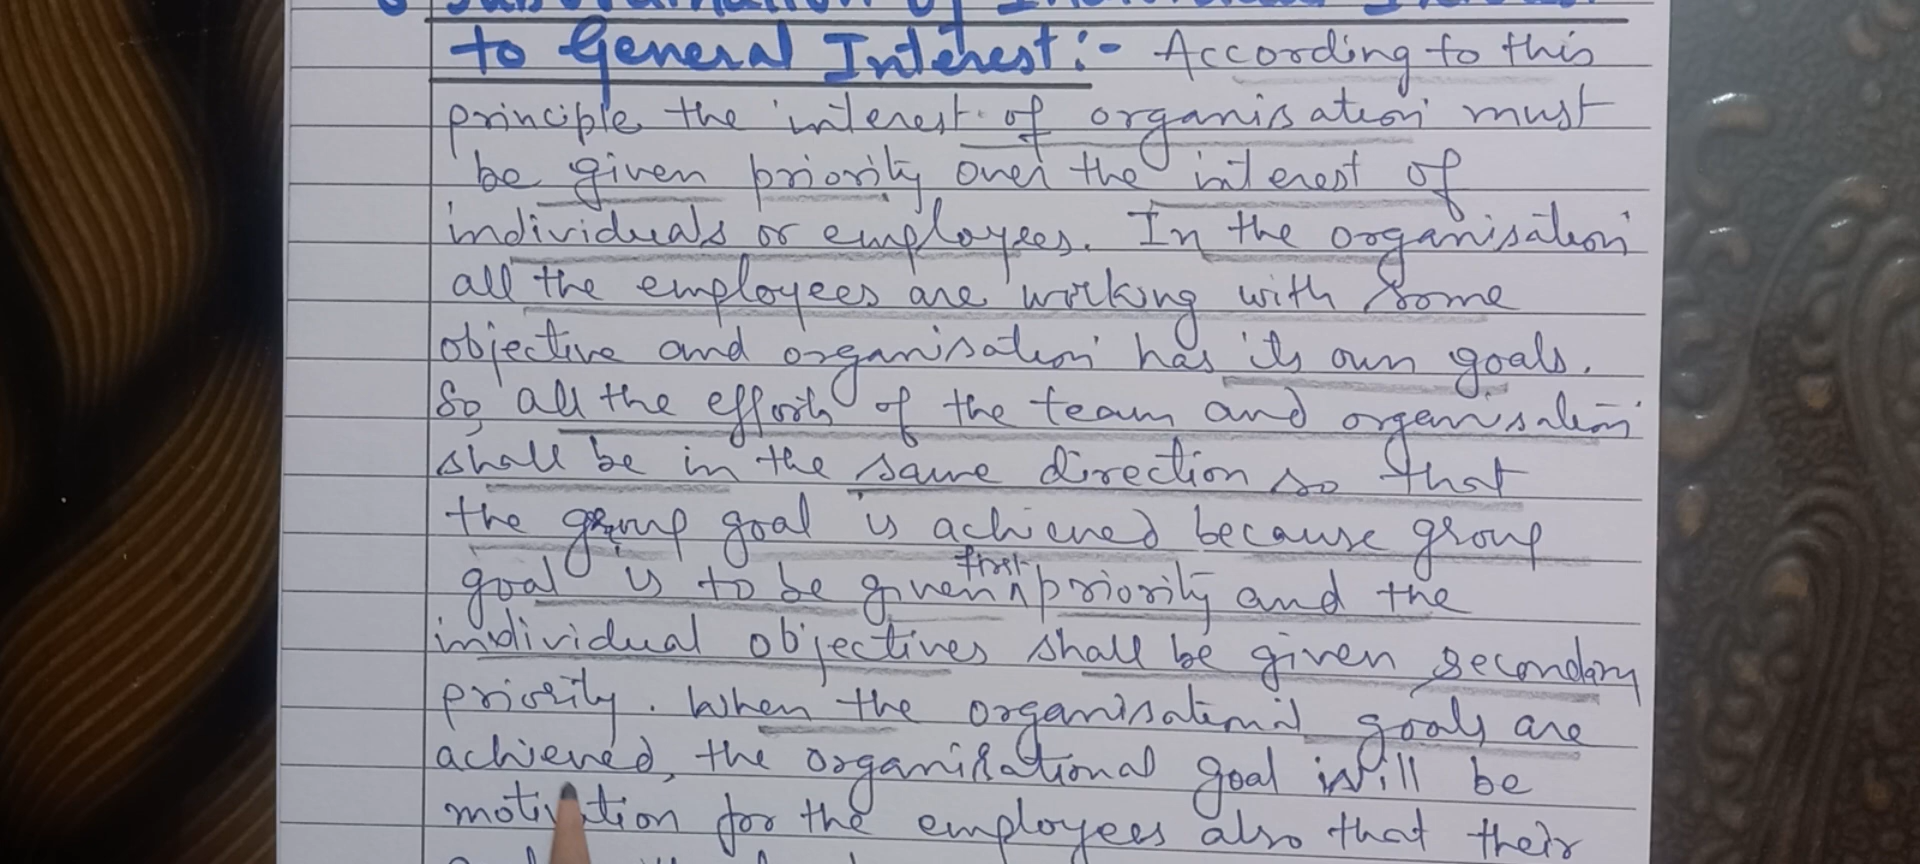 Subordination of Individual Interest
to General Interest:- According to this
principle the interest of organisation must
be given priority over the interest of
individuals or employees. In the organisation
all the employees are working with some
objective and organisation has its own goals.
So, all the efforts of the team and organisation
shall be in the same direction so that
the group goal is achieved because group
goal is to be given first priority and the
individual objectives shall be given secondary
priority. When the organisational goals are
achieved, the organisational goal will be
motivation for the employees also that their